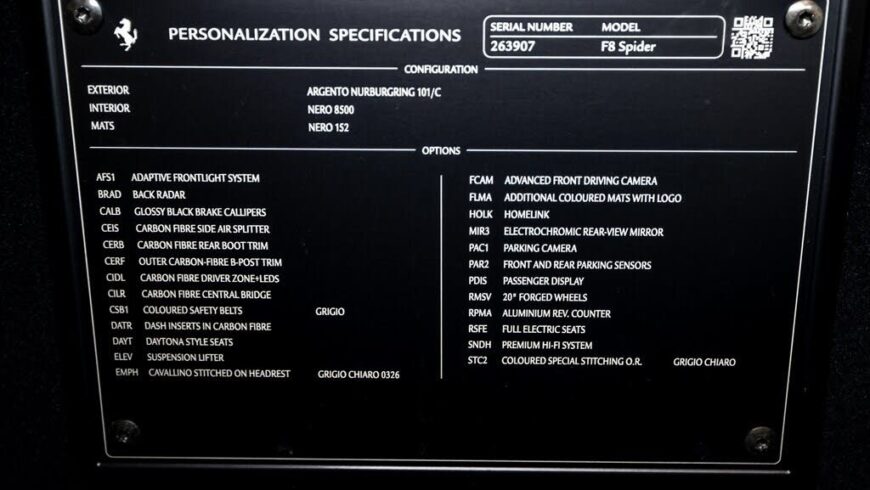 PERSONALIZATION SPECIFICATIONS
SERIAL NUMBER MODEL
263907 F8 Spider
CONFIGURATION
EXTERIOR ARGENTO NURBURGRING 101/C
INTERIOR NERO 8500
MATS NERO 152
OPTIONS
AFS1 ADAPTIVE FRONTLIGHT SYSTEM
BRAD BACK RADAR
CALB GLOSSY BLACK BRAKE CALLIPERS
CEIS CARBON FIBRE SIDE AIR SPLITTER
CERB CARBON FIBRE REAR BOOT TRIM
CERF OUTER CARBON-FIBRE B-POST TRIM
CIDL CARBON FIBRE DRIVER ZONE+LEDS
CILR CARBON FIBRE CENTRAL BRIDGE
CSB1 COLOURED SAFETY BELTS GRIGIO
DATR DASH INSERTS IN CARBON FIBRE
DAYT DAYTONA STYLE SEATS
ELEV SUSPENSION LIFTER
EMPH CAVALLINO STITCHED ON HEADREST GRIGIO CHIARO 0326
FCAM ADVANCED FRONT DRIVING CAMERA
FLMA ADDITIONAL COLOURED MATS WITH LOGO
HOLK HOMELINK
MIR3 ELECTROCHROMIC REAR-VIEW MIRROR
PAC1 PARKING CAMERA
PAR2 FRONT AND REAR PARKING SENSORS
PDIS PASSENGER DISPLAY
RMSV 20" FORGED WHEELS
RPMA ALUMINIUM REV. COUNTER
RSFE FULL ELECTRIC SEATS
SNDH PREMIUM HI-FI SYSTEM
STC2 COLOURED SPECIAL STITCHING O.R. GRIGIO CHIARO